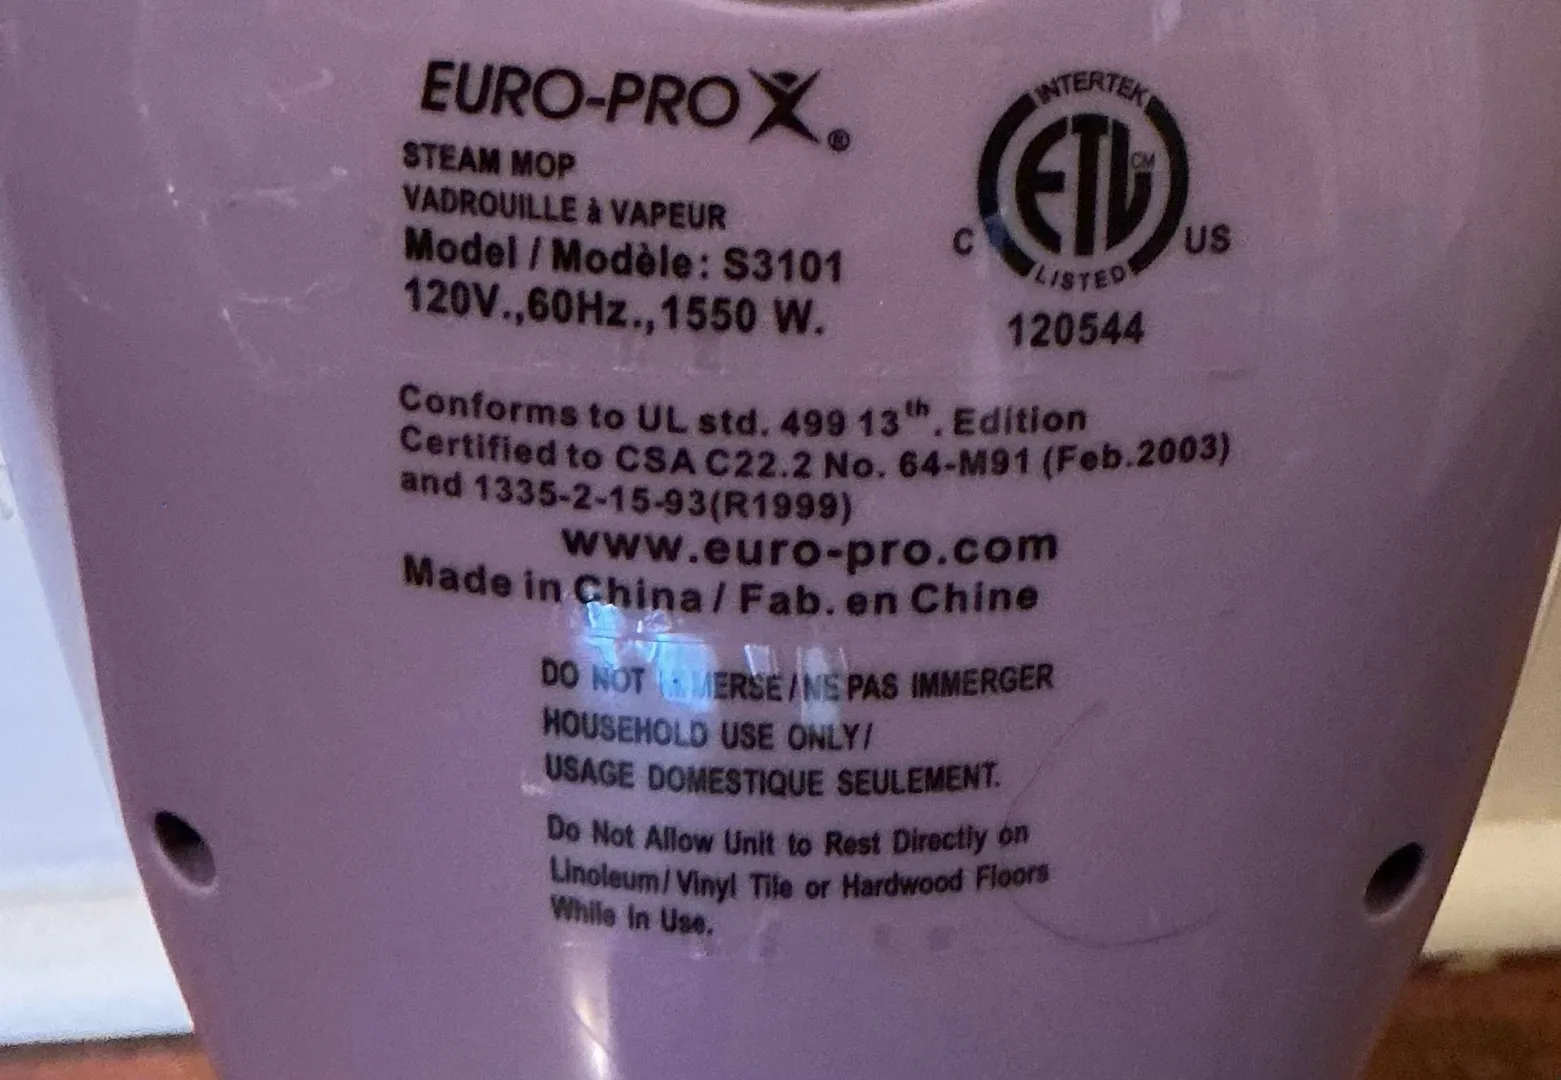 EURO-PRO X®
STEAM MOP
VADROUILLE à VAPEUR
Model / Modèle: S3101
120V.,60Hz.,1550 W.
INTERTEK
ETL CM
C US
LISTED
120544
Conforms to UL std. 499 13th. Edition
Certified to CSA C22.2 No. 64-M91 (Feb.2003)
and 1335-2-15-93(R1999)
www.euro-pro.com
Made in China / Fab. en Chine
DO NOT IMMERSE / NE PAS IMMERGER
HOUSEHOLD USE ONLY/
USAGE DOMESTIQUE SEULEMENT.
Do Not Allow Unit to Rest Directly on
Linoleum/ Vinyl Tile or Hardwood Floors
While In Use.